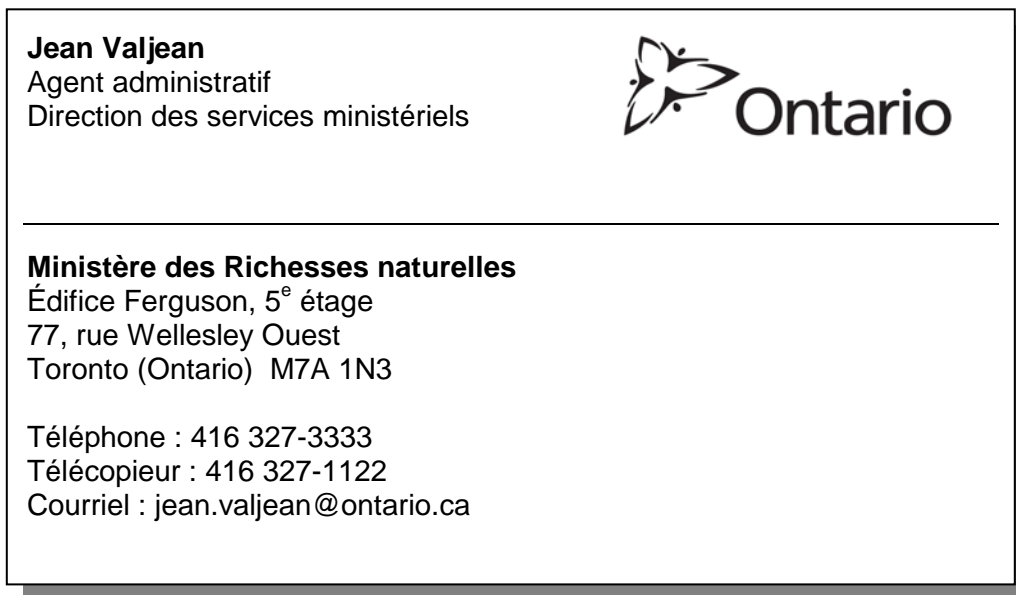 Jean Valjean
Agent administratif
Direction des services ministériels
Ontario
Ministère des Richesses naturelles
Édifice Ferguson, 5e étage
77, rue Wellesley Ouest
Toronto (Ontario)  M7A 1N3
Téléphone : 416 327-3333
Télécopieur : 416 327-1122
Courriel : jean.valjean@ontario.ca